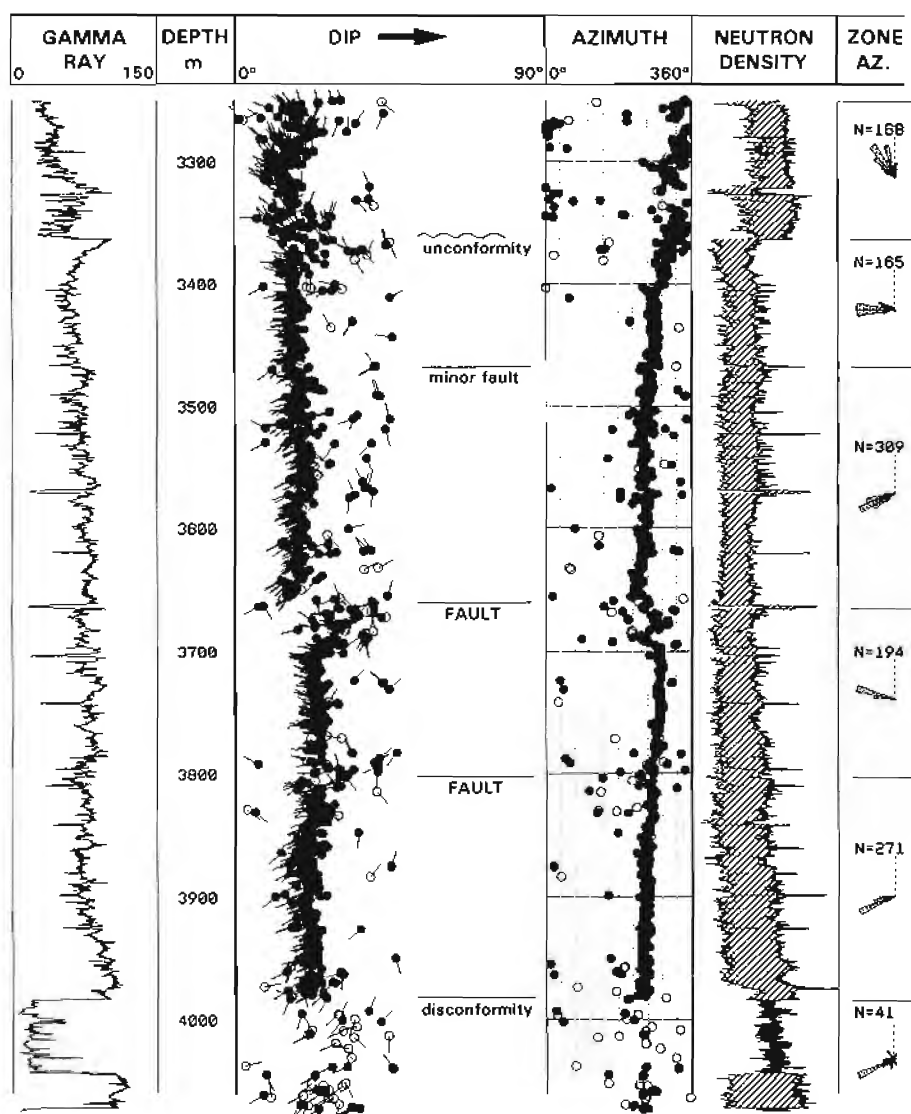 GAMMA RAY DEPTH m DIP AZIMUTH NEUTRON DENSITY ZONE AZ.
0 150 0° 90° 0° 360°
N=168
3300
unconformity
N=165
3400
minor fault
3500
N=309
3600
FAULT
3700
N=194
3800
FAULT
N=271
3900
disconformity
4000
N=41